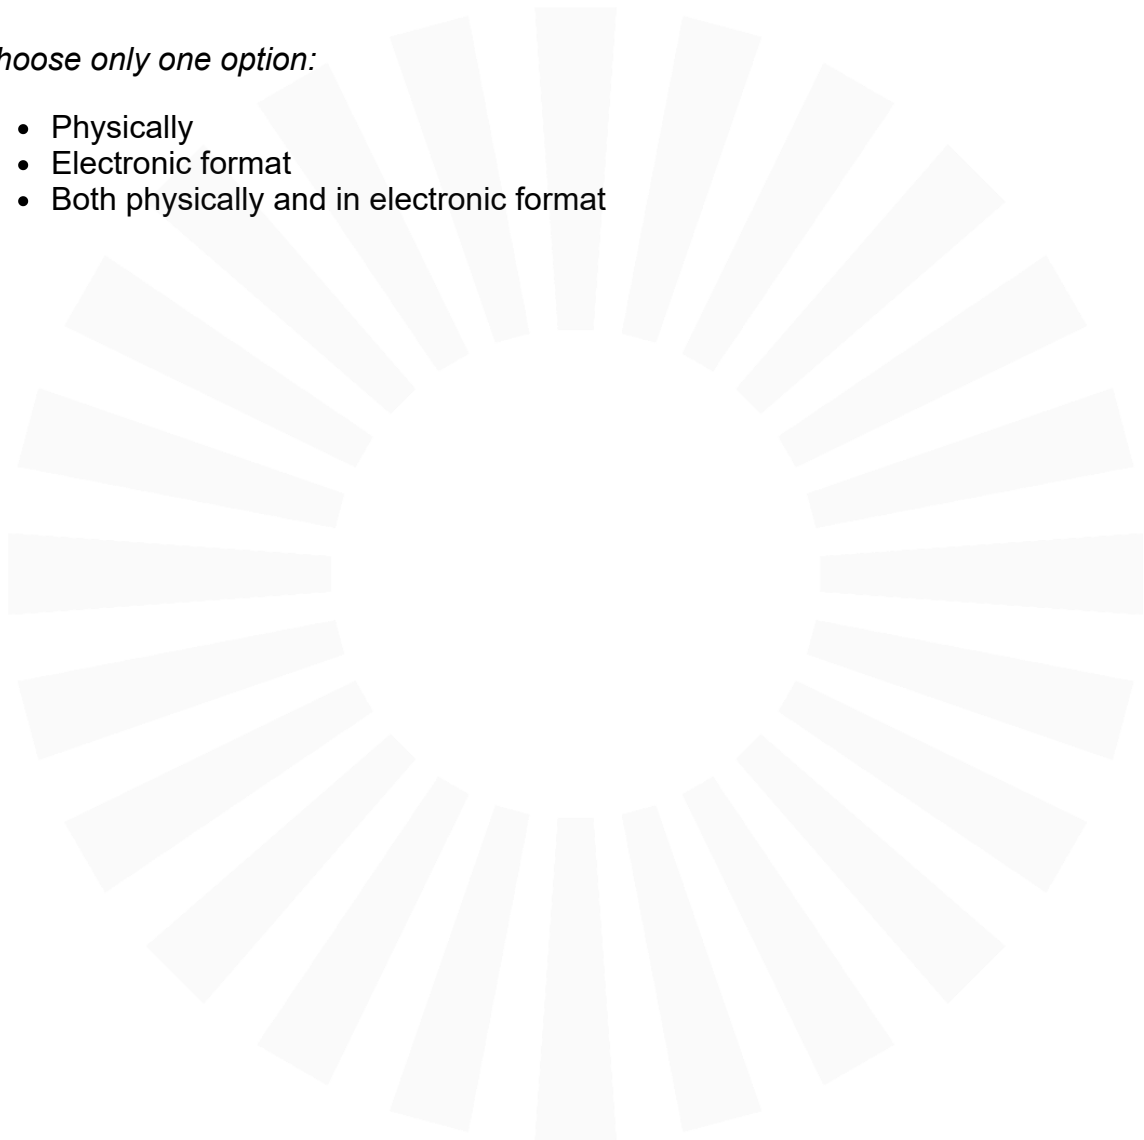 hoose only one option:
• Physically
• Electronic format
• Both physically and in electronic format